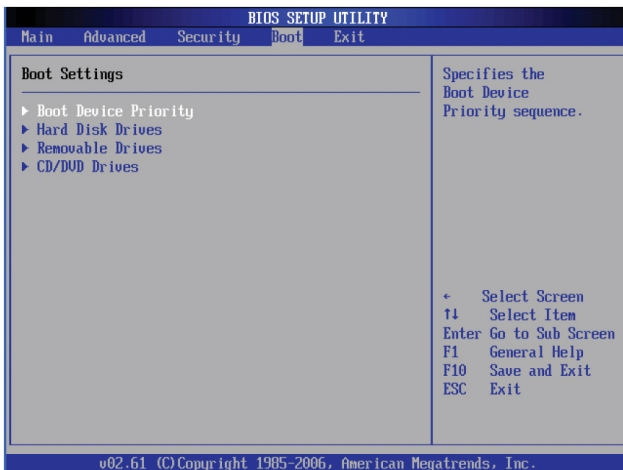 BIOS SETUP UTILITY
Main Advanced Security Boot Exit
Boot Settings
Boot Device Priority
Hard Disk Drives
Removable Drives
CD/DVD Drives
Specifies the
Boot Device
Priority sequence.
← Select Screen
↑↓ Select Item
Enter Go to Sub Screen
F1 General Help
F10 Save and Exit
ESC Exit
v02.61 (C)Copyright 1985-2006, American Megatrends, Inc.